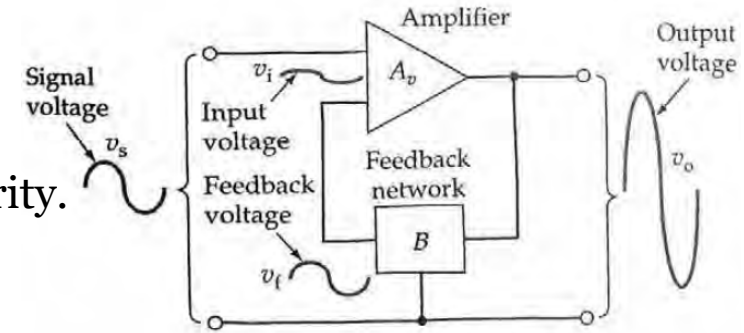 Amplifier
Output
voltage
Signal
voltage
v_s
v_i
A_v
Input
voltage
Feedback
network
v_o
rity.
Feedback
voltage
B
v_f